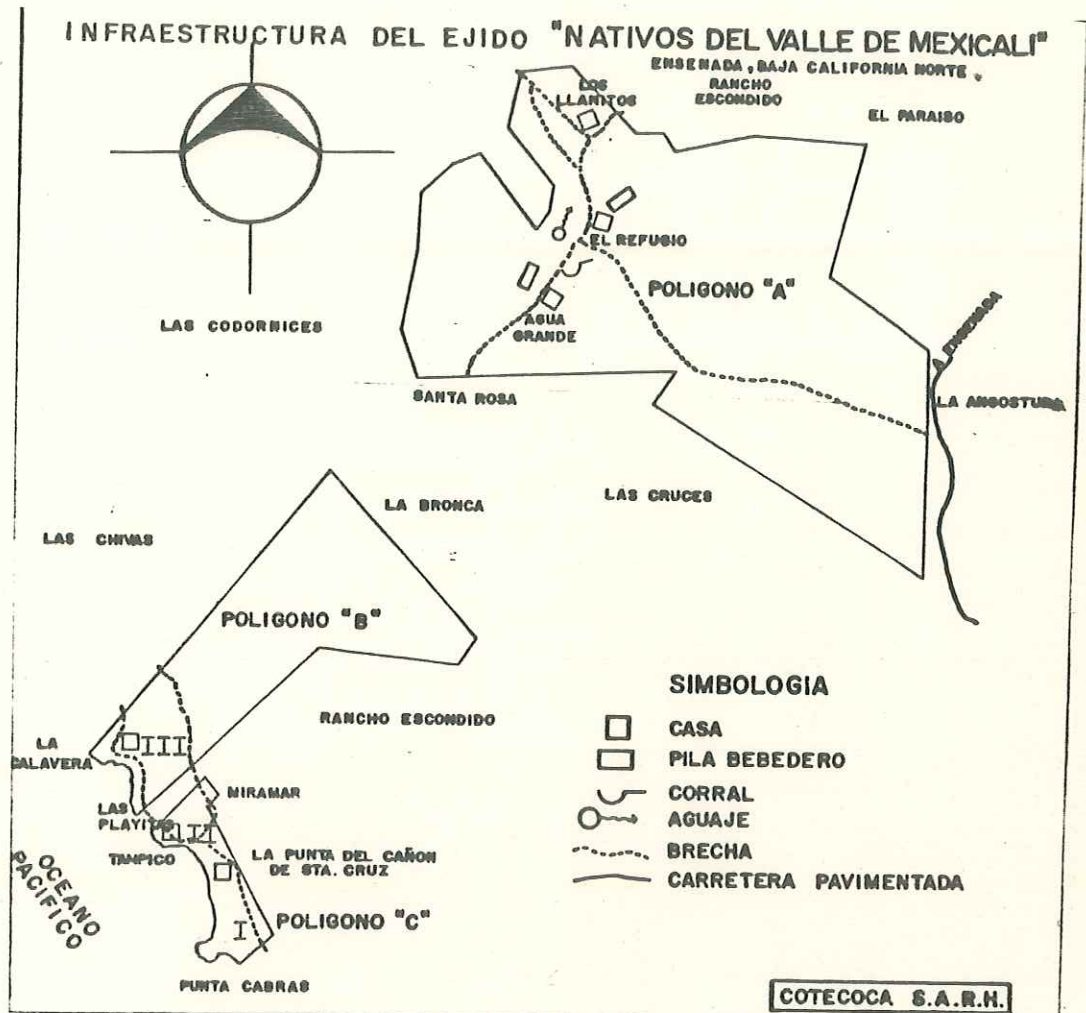 INFRAESTRUCTURA DEL EJIDO "NATIVOS DEL VALLE DE MEXICALI"
ENSENADA, BAJA CALIFORNIA NORTE.
LOS
LLANITOS
RANCHO
ESCONDIDO
EL PARAISO
EL REFUGIO
POLIGONO "A"
LAS CODORNICES
AGUA
GRANDE
A ENSENADA
SANTA ROSA
LA ANGOSTURA
LA BRONCA
LAS CRUCES
LAS CHIVAS
POLIGONO "B"
RANCHO ESCONDIDO
LA
CALAVERA
III
MIRAMAR
LAS
PLAYITAS
II
TAMPICO
LA PUNTA DEL CAÑON
DE STA. CRUZ
OCEANO
PACIFICO
I
POLIGONO "C"
PUNTA CABRAS
SIMBOLOGIA
CASA
PILA BEBEDERO
CORRAL
AGUAJE
BRECHA
CARRETERA PAVIMENTADA
COTECOCA S.A.R.H.